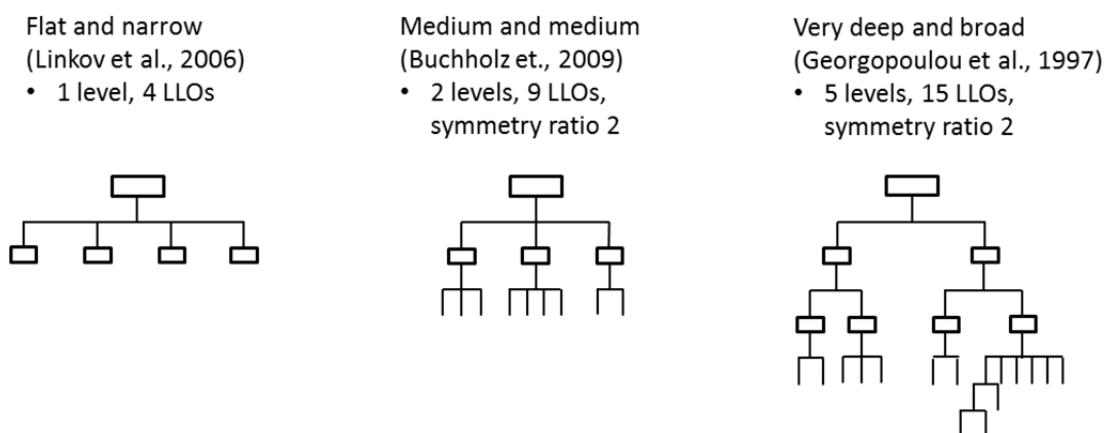 Flat and narrow
(Linkov et al., 2006)
• 1 level, 4 LLOs
Medium and medium
(Buchholz et., 2009)
• 2 levels, 9 LLOs,
symmetry ratio 2
Very deep and broad
(Georgopoulou et al., 1997)
• 5 levels, 15 LLOs,
symmetry ratio 2